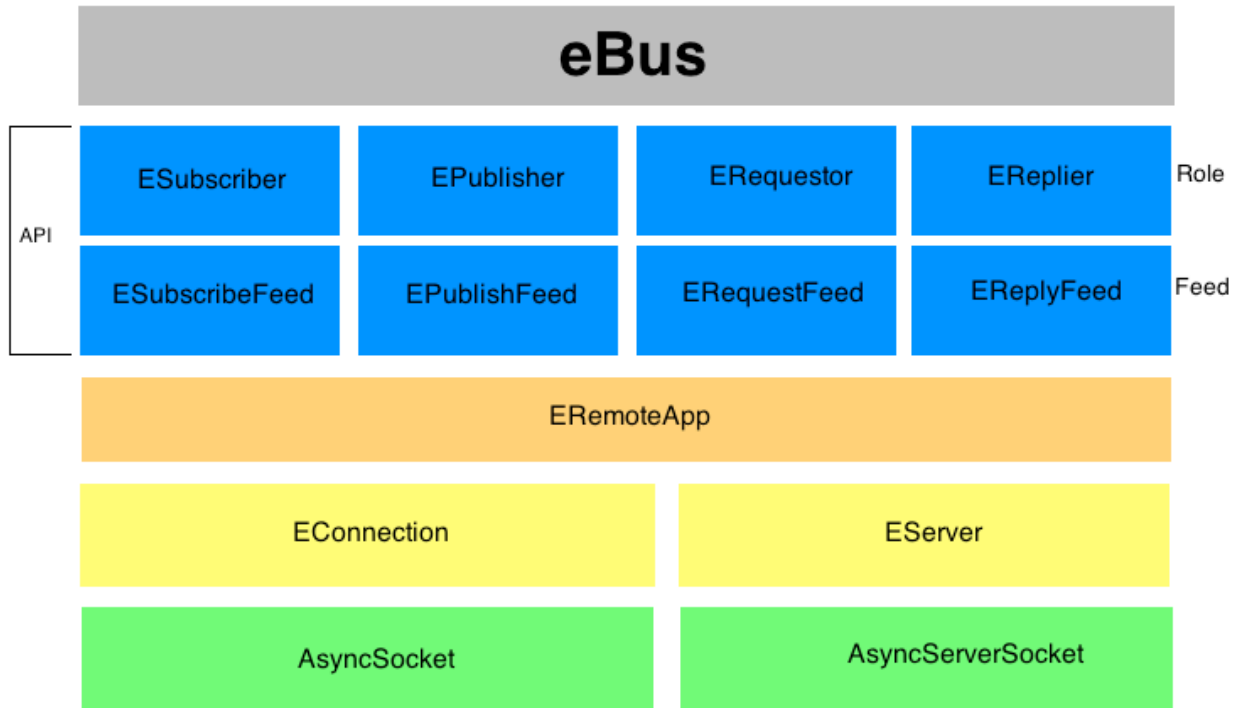 eBus
API
ESubscriber
EPublisher
ERequestor
EReplier
Role
ESubscribeFeed
EPublishFeed
ERequestFeed
EReplyFeed
Feed
ERemoteApp
EConnection
EServer
AsyncSocket
AsyncServerSocket